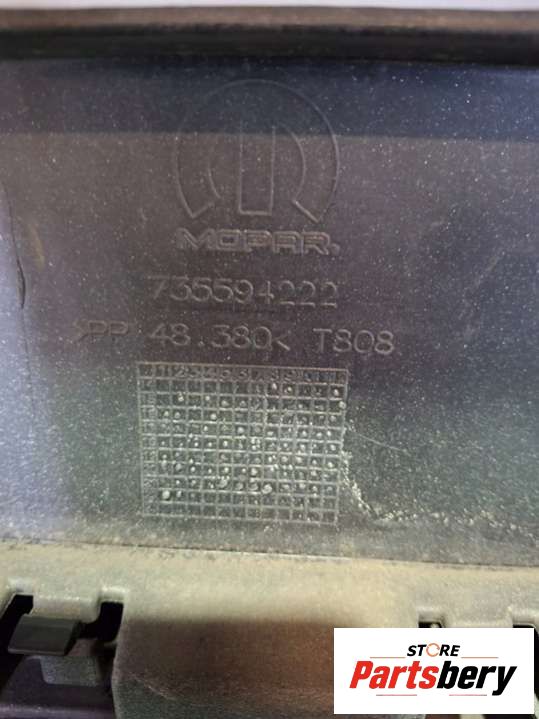 MOPAR®
735594222
>PP 48.380< T808
STORE
Partsbery